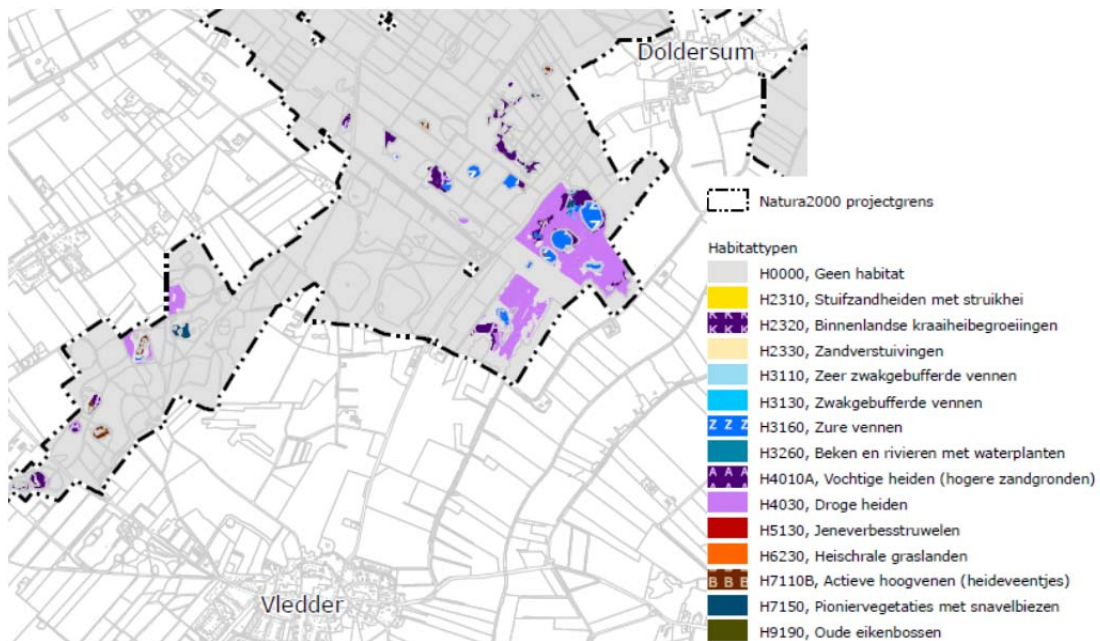 Doldersum
Vledder
Natura2000 projectgrens
Habitattypen
H0000, Geen habitat
H2310, Stuifzandheiden met struikhei
K K K
K K K
H2320, Binnenlandse kraaiheibegroeiingen
H2330, Zandverstuivingen
H3110, Zeer zwakgebufferde vennen
H3130, Zwakgebufferde vennen
Z Z Z
H3160, Zure vennen
H3260, Beken en rivieren met waterplanten
A A A
H4010A, Vochtige heiden (hogere zandgronden)
H4030, Droge heiden
H5130, Jeneverbesstruwelen
H6230, Heischrale graslanden
B B B
H7110B, Actieve hoogvenen (heideveentjes)
H7150, Pioniervegetaties met snavelbiezen
H9190, Oude eikenbossen